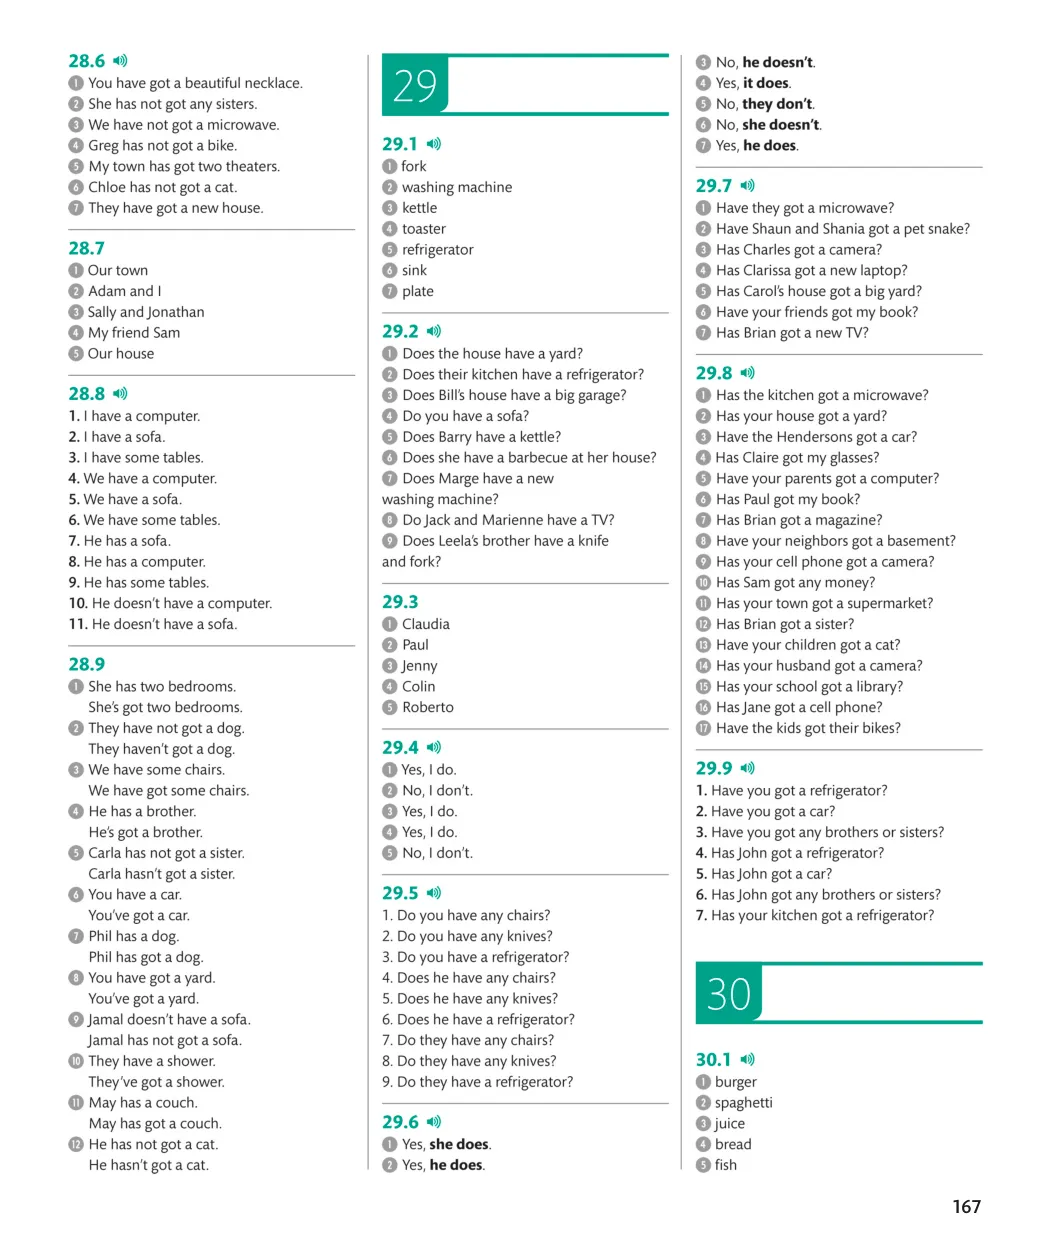 28.6
1 You have got a beautiful necklace.
2 She has not got any sisters.
3 We have not got a microwave.
4 Greg has not got a bike.
5 My town has got two theaters.
6 Chloe has not got a cat.
7 They have got a new house.
28.7
1 Our town
2 Adam and I
3 Sally and Jonathan
4 My friend Sam
5 Our house
28.8
1. I have a computer.
2. I have a sofa.
3. I have some tables.
4. We have a computer.
5. We have a sofa.
6. We have some tables.
7. He has a sofa.
8. He has a computer.
9. He has some tables.
10. He doesn't have a computer.
11. He doesn't have a sofa.
28.9
1 She has two bedrooms.
She's got two bedrooms.
2 They have not got a dog.
They haven't got a dog.
3 We have some chairs.
We have got some chairs.
4 He has a brother.
He's got a brother.
5 Carla has not got a sister.
Carla hasn't got a sister.
6 You have a car.
You've got a car.
7 Phil has a dog.
Phil has got a dog.
8 You have got a yard.
You've got a yard.
9 Jamal doesn't have a sofa.
Jamal has not got a sofa.
10 They have a shower.
They've got a shower.
11 May has a couch.
May has got a couch.
12 He has not got a cat.
He hasn't got a cat.
29
29.1
1 fork
2 washing machine
3 kettle
4 toaster
5 refrigerator
6 sink
7 plate
29.2
1 Does the house have a yard?
2 Does their kitchen have a refrigerator?
3 Does Bill's house have a big garage?
4 Do you have a sofa?
5 Does Barry have a kettle?
6 Does she have a barbecue at her house?
7 Does Marge have a new
washing machine?
8 Do Jack and Marienne have a TV?
9 Does Leela's brother have a knife
and fork?
29.3
1 Claudia
2 Paul
3 Jenny
4 Colin
5 Roberto
29.4
1 Yes, I do.
2 No, I don't.
3 Yes, I do.
4 Yes, I do.
5 No, I don't.
29.5
1. Do you have any chairs?
2. Do you have any knives?
3. Do you have a refrigerator?
4. Does he have any chairs?
5. Does he have any knives?
6. Does he have a refrigerator?
7. Do they have any chairs?
8. Do they have any knives?
9. Do they have a refrigerator?
29.6
1 Yes, she does.
2 Yes, he does.
3 No, he doesn't.
4 Yes, it does.
5 No, they don't.
6 No, she doesn't.
7 Yes, he does.
29.7
1 Have they got a microwave?
2 Have Shaun and Shania got a pet snake?
3 Has Charles got a camera?
4 Has Clarissa got a new laptop?
5 Has Carol's house got a big yard?
6 Have your friends got my book?
7 Has Brian got a new TV?
29.8
1 Has the kitchen got a microwave?
2 Has your house got a yard?
3 Have the Hendersons got a car?
4 Has Claire got my glasses?
5 Have your parents got a computer?
6 Has Paul got my book?
7 Has Brian got a magazine?
8 Have your neighbors got a basement?
9 Has your cell phone got a camera?
10 Has Sam got any money?
11 Has your town got a supermarket?
12 Has Brian got a sister?
13 Have your children got a cat?
14 Has your husband got a camera?
15 Has your school got a library?
16 Has Jane got a cell phone?
17 Have the kids got their bikes?
29.9
1. Have you got a refrigerator?
2. Have you got a car?
3. Have you got any brothers or sisters?
4. Has John got a refrigerator?
5. Has John got a car?
6. Has John got any brothers or sisters?
7. Has your kitchen got a refrigerator?
30
30.1
1 burger
2 spaghetti
3 juice
4 bread
5 fish
167